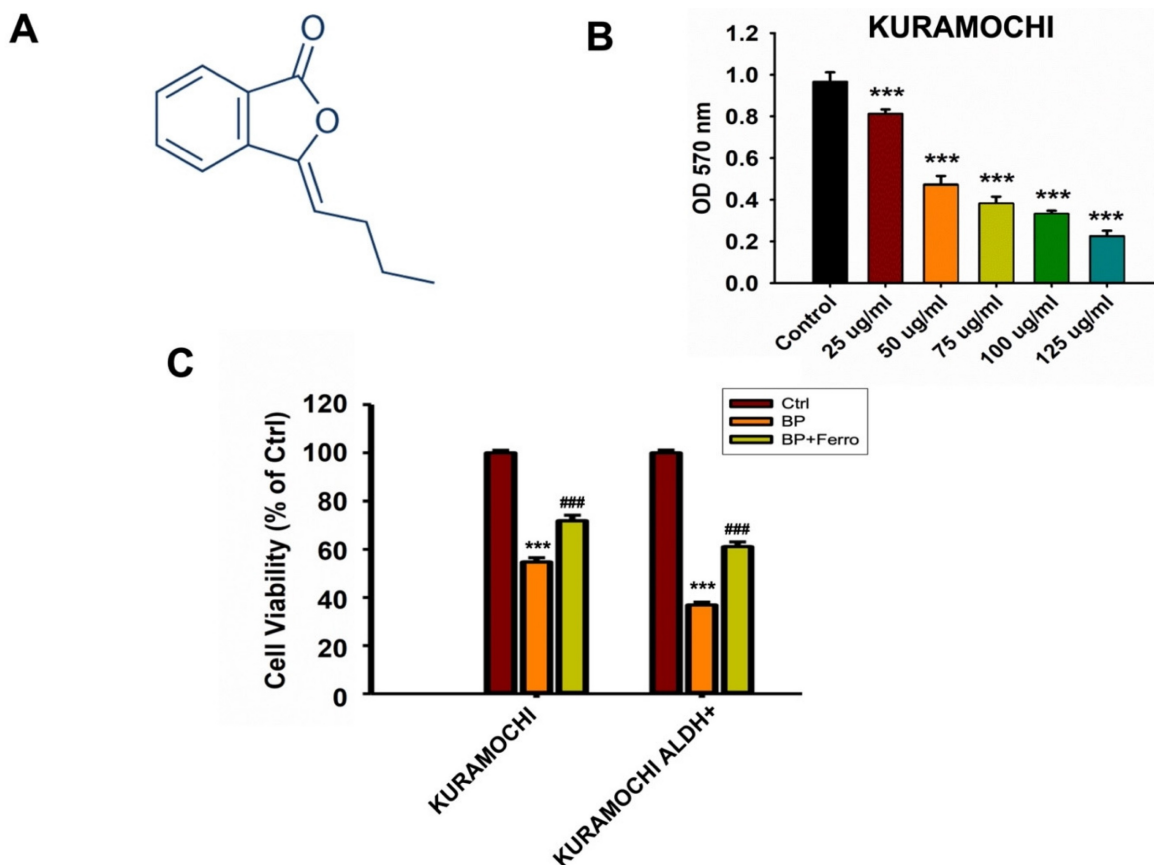 A
O
O
B
KURAMOCHI
OD 570 nm
1.2
1.0
0.8
0.6
0.4
0.2
0.0
***
***
***
***
***
Control
25 ug/ml
50 ug/ml
75 ug/ml
100 ug/ml
125 ug/ml
C
Cell Viability (% of Ctrl)
120
100
80
60
40
20
0
Ctrl
BP
BP+Ferro
***
###
***
###
KURAMOCHI
KURAMOCHI ALDH+